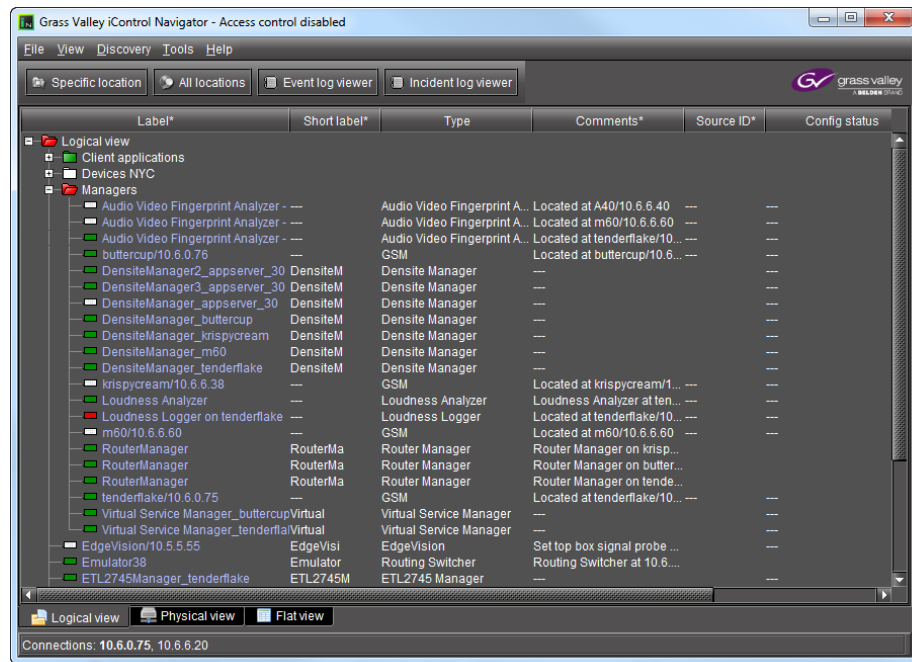 Grass Valley iControl Navigator - Access control disabled
File View Discovery Tools Help
Specific location All locations Event log viewer Incident log viewer grass valley
A BELDEN BRAND
Label* Short label* Type Comments* Source ID* Config status
Logical view
Client applications
Devices NYC
Managers
Audio Video Fingerprint Analyzer - --- Audio Video Fingerprint A... Located at A40/10.6.6.40 --- ---
Audio Video Fingerprint Analyzer - --- Audio Video Fingerprint A... Located at m60/10.6.6.60 --- ---
Audio Video Fingerprint Analyzer - --- Audio Video Fingerprint A... Located at tenderflake/10... --- ---
buttercup/10.6.0.76 --- GSM Located at buttercup/10.6... --- ---
DensiteManager2_appserver_30 DensiteM Densite Manager --- ---
DensiteManager3_appserver_30 DensiteM Densite Manager --- ---
DensiteManager_appserver_30 DensiteM Densite Manager --- ---
DensiteManager_buttercup DensiteM Densite Manager --- ---
DensiteManager_krispycream DensiteM Densite Manager --- ---
DensiteManager_m60 DensiteM Densite Manager --- ---
DensiteManager_tenderflake DensiteM Densite Manager --- ---
krispycream/10.6.6.38 --- GSM Located at krispycream/1... --- ---
Loudness Analyzer --- Loudness Analyzer Loudness Analyzer at ten... --- ---
Loudness Logger on tenderflake --- Loudness Logger Located at tenderflake/10... --- ---
m60/10.6.6.60 --- GSM Located at m60/10.6.6.60 --- ---
RouterManager RouterMa Router Manager Router Manager on krisp...
RouterManager RouterMa Router Manager Router Manager on butter...
RouterManager RouterMa Router Manager Router Manager on tende...
tenderflake/10.6.0.75 --- GSM Located at tenderflake/10... --- ---
Virtual Service Manager_buttercup Virtual Virtual Service Manager --- ---
Virtual Service Manager_tenderfla Virtual Virtual Service Manager --- ---
EdgeVision/10.5.5.55 EdgeVisi EdgeVision Set top box signal probe ... ---
Emulator38 Emulator Routing Switcher Routing Switcher at 10.6....
ETL2745Manager_tenderflake ETL2745M ETL2745 Manager --- ---
Logical view Physical view Flat view
Connections: 10.6.0.75, 10.6.6.20